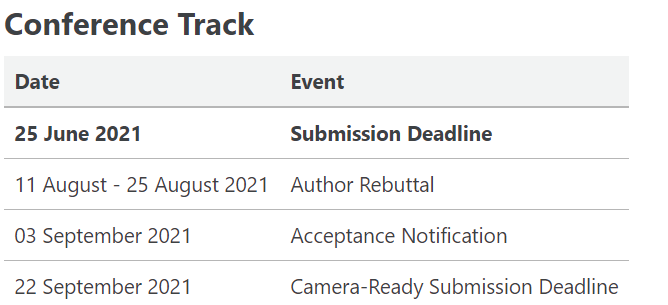 Conference Track
Date Event
25 June 2021 Submission Deadline
11 August - 25 August 2021 Author Rebuttal
03 September 2021 Acceptance Notification
22 September 2021 Camera-Ready Submission Deadline